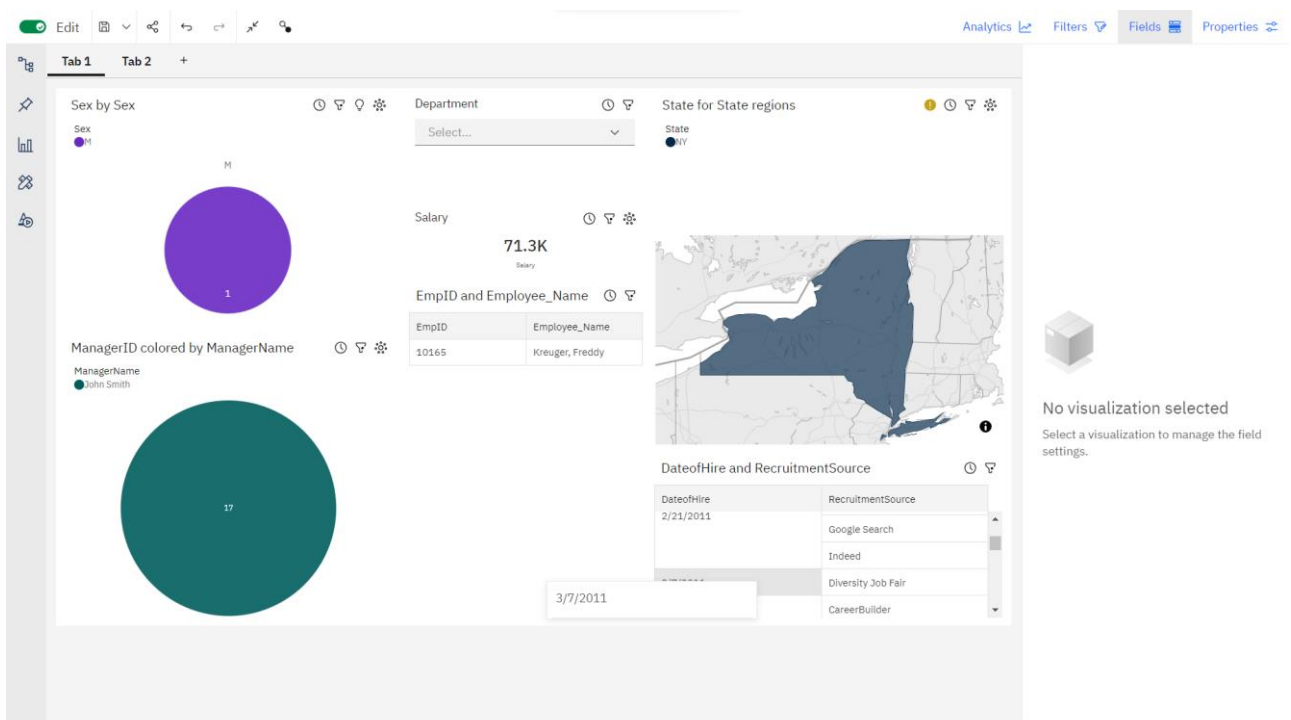 Edit
Analytics
Filters
Fields
Properties
Tab 1
Tab 2
+
Sex by Sex
Sex
M
M
1
ManagerID colored by ManagerName
ManagerName
John Smith
17
Department
Select...
Salary
71.3K
Salary
EmpID and Employee_Name
EmpID Employee_Name
10165 Kreuger, Freddy
State for State regions
State
NY
DateofHire and RecruitmentSource
DateofHire RecruitmentSource
2/21/2011
Google Search
Indeed
Diversity Job Fair
CareerBuilder
3/7/2011
No visualization selected
Select a visualization to manage the field
settings.